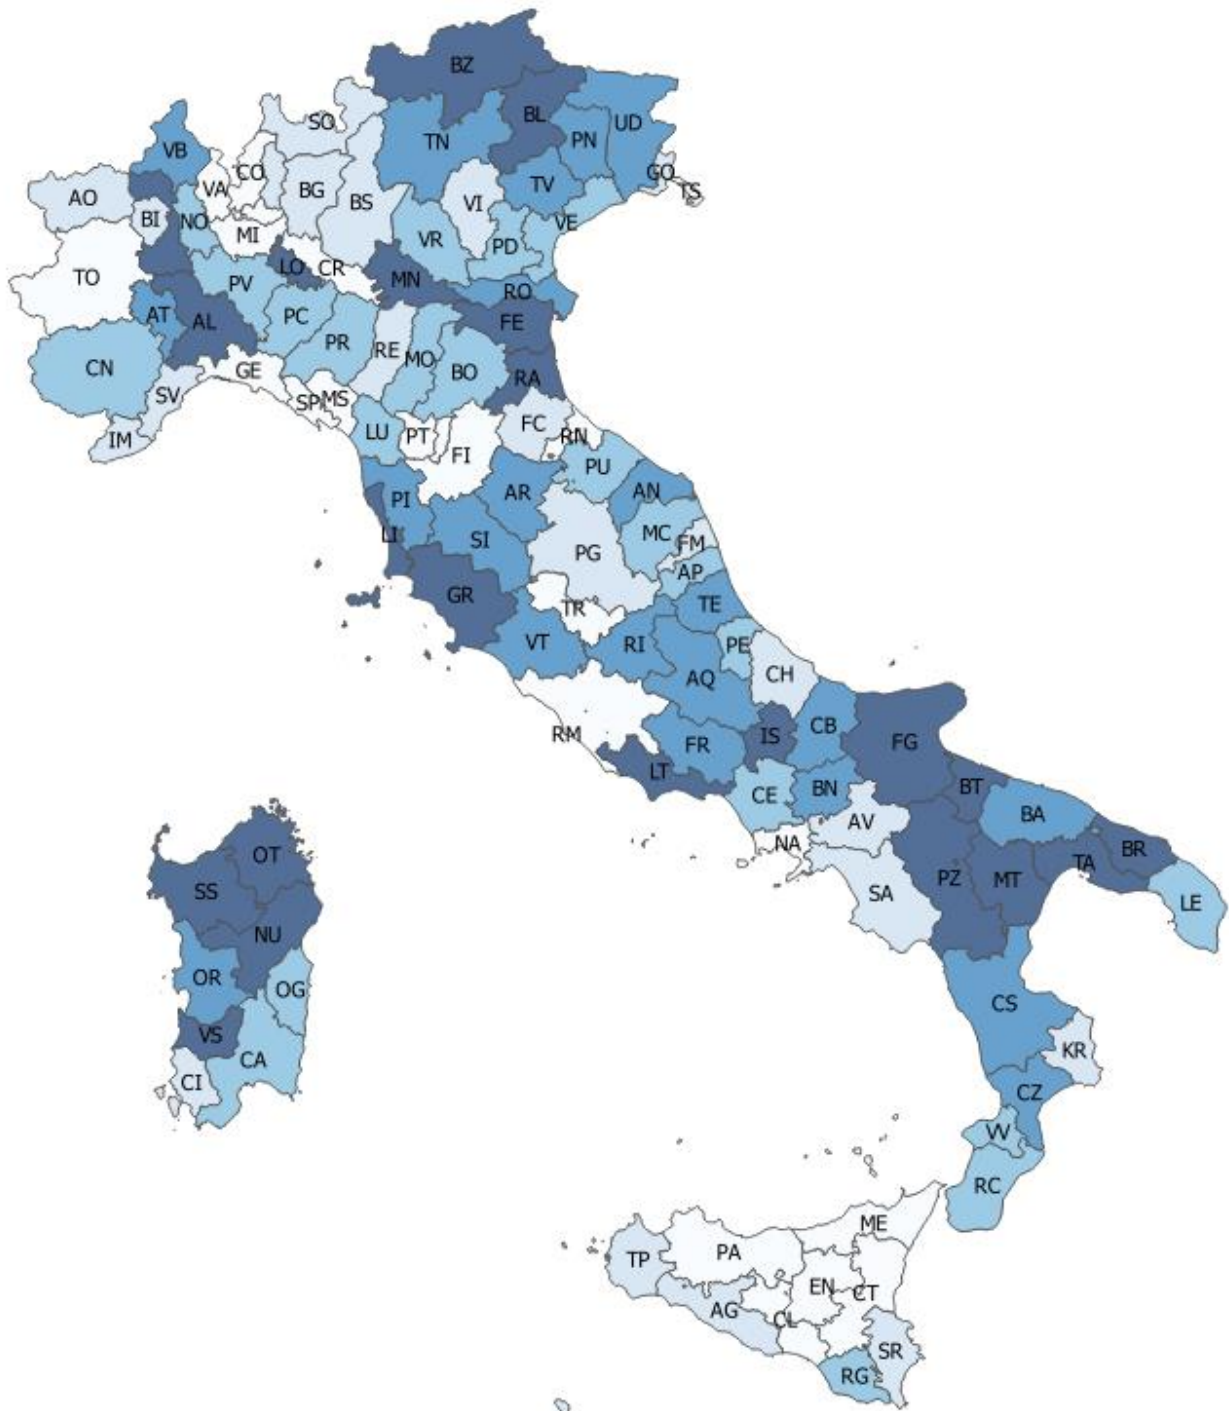 BZ
BL
SO
TN
PN
UD
VB
CO
VA
BG
BS
VI
TV
GO
TS
AO
BI
NO
MI
VR
PD
VE
TO
PV
LO
CR
MN
RO
AT
AL
PC
FE
CN
PR
RE
MO
BO
RA
GE
SV
SP
MS
IM
LU
PT
FI
FC
RN
PU
PI
AR
AN
LI
SI
PG
MC
FM
AP
GR
TR
TE
VT
RI
PE
AQ
CH
RM
FR
IS
CB
FG
LT
CE
BN
BT
NA
AV
BA
OT
SS
SA
PZ
MT
TA
BR
LE
NU
OR
OG
VS
CA
CI
CS
KR
CZ
VV
RC
ME
TP
PA
EN
CT
AG
CL
SR
RG